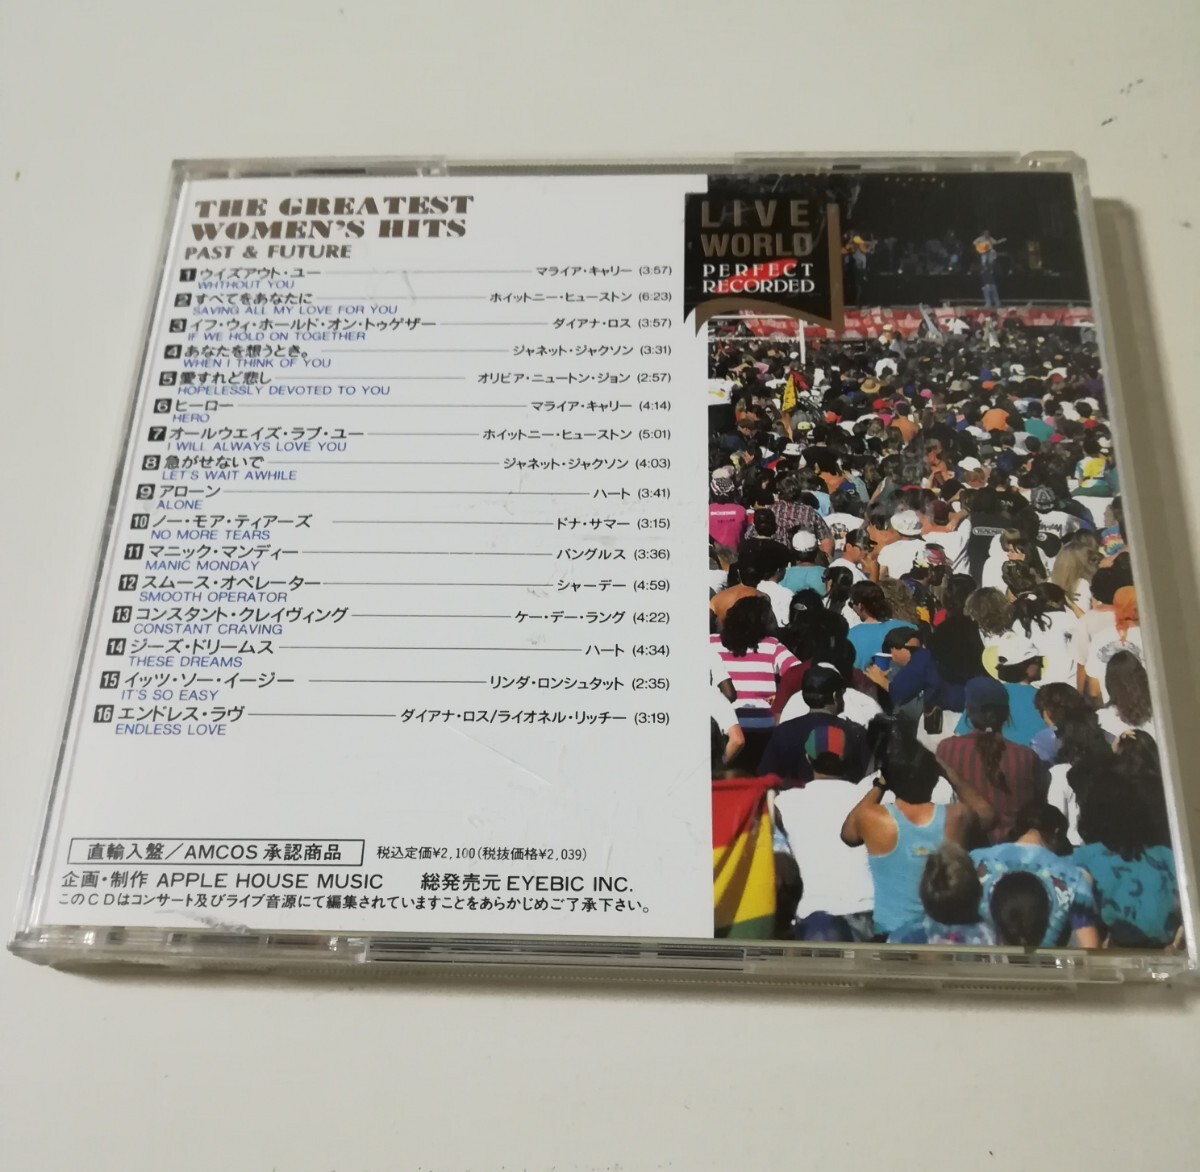 THE GREATEST
WOMEN'S HITS
PAST & FUTURE
1 ウイズアウト・ユー マライア・キャリー (3:57)
WHTHOUT YOU
2 すべてをあなたに ホイットニー・ヒューストン (6:23)
SAVING ALL MY LOVE FOR YOU
3 イフ・ウィ・ホールド・オン・トゥゲザー ダイアナ・ロス (3:57)
IF WE HOLD ON TOGETHER
4 あなたを想うとき。 ジャネット・ジャクソン (3:31)
WHEN I THINK OF YOU
5 愛すれど悲し オリビア・ニュートン・ジョン (2:57)
HOPELESSLY DEVOTED TO YOU
6 ヒーロー マライア・キャリー (4:14)
HERO
7 オールウエイズ・ラブ・ユー ホイットニー・ヒューストン (5:01)
I WILL ALWAYS LOVE YOU
8 急がせないで ジャネット・ジャクソン (4:03)
LET'S WAIT AWHILE
9 アローン ハート (3:41)
ALONE
10 ノー・モア・ティアーズ ドナ・サマー (3:15)
NO MORE TEARS
11 マニック・マンディー バングルス (3:36)
MANIC MONDAY
12 スムース・オペレーター シャーデー (4:59)
SMOOTH OPERATOR
13 コンスタント・クレイヴィング ケー・デー・ラング (4:22)
CONSTANT CRAVING
14 ジーズ・ドリームス ハート (4:34)
THESE DREAMS
15 イッツ・ソー・イージー リンダ・ロンシュタット (2:35)
IT'S SO EASY
16 エンドレス・ラヴ ダイアナ・ロス/ライオネル・リッチー (3:19)
ENDLESS LOVE
直輸入盤/AMCOS 承認商品 税込定価¥2,100(税抜価格¥2,039)
企画・制作 APPLE HOUSE MUSIC 総発売元 EYEBIC INC.
このCDはコンサート及びライブ音源にて編集されていますことをあらかじめご了承下さい。
LIVE
WORLD
PERFECT
RECORDED